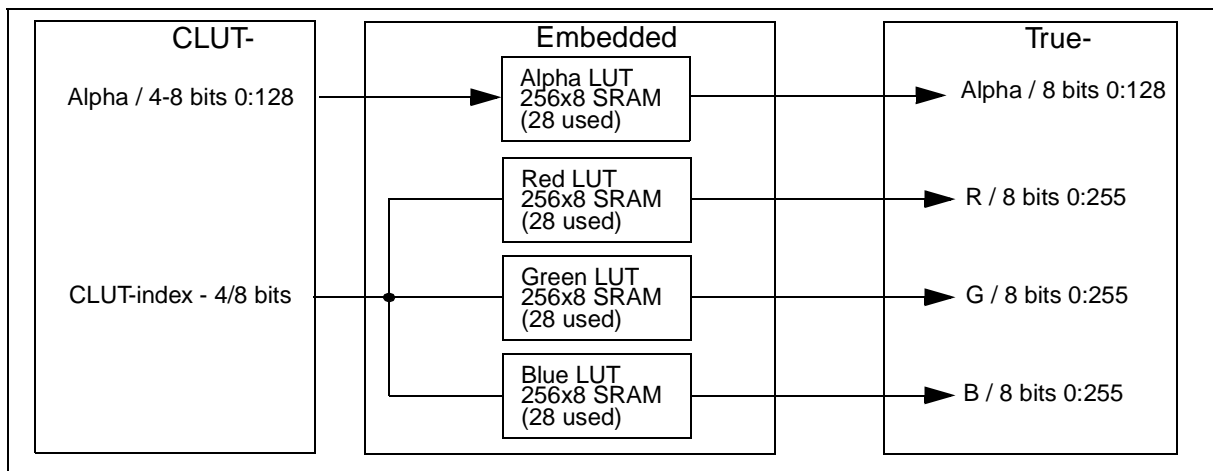 CLUT-
Embedded
True-
Alpha / 4-8 bits 0:128
Alpha LUT
256x8 SRAM
(28 used)
Alpha / 8 bits 0:128
Red LUT
256x8 SRAM
(28 used)
R / 8 bits 0:255
CLUT-index - 4/8 bits
Green LUT
256x8 SRAM
(28 used)
G / 8 bits 0:255
Blue LUT
256x8 SRAM
(28 used)
B / 8 bits 0:255